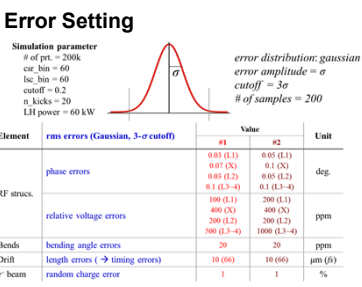 Error Setting
Simulation parameter
# of prt. = 200k
csr_bin = 60
lsc_bin = 60
cutoff = 0.2
n_kicks = 20
LH power = 60 kW
σ
error distribution: gaussian
error amplitude = σ
cutoff = 3σ
# of samples = 200
Element rms errors (Gaussian, 3-σ cutoff) Value Unit
#1 #2
RF strucs. phase errors deg.
0.03 (L1) 0.05 (L1)
0.07 (X) 0.1 (X)
0.03 (L2) 0.05 (L2)
0.1 (L3~4) 0.1 (L3~4)
relative voltage errors ppm
100 (L1) 200 (L1)
400 (X) 400 (X)
200 (L2) 200 (L2)
500 (L3~4) 1000 (L3~4)
Bends bending angle errors 20 20 ppm
Drift length errors ( → timing errors) 10 (66) 10 (66) μm (fs)
beam random charge error 1 1 %